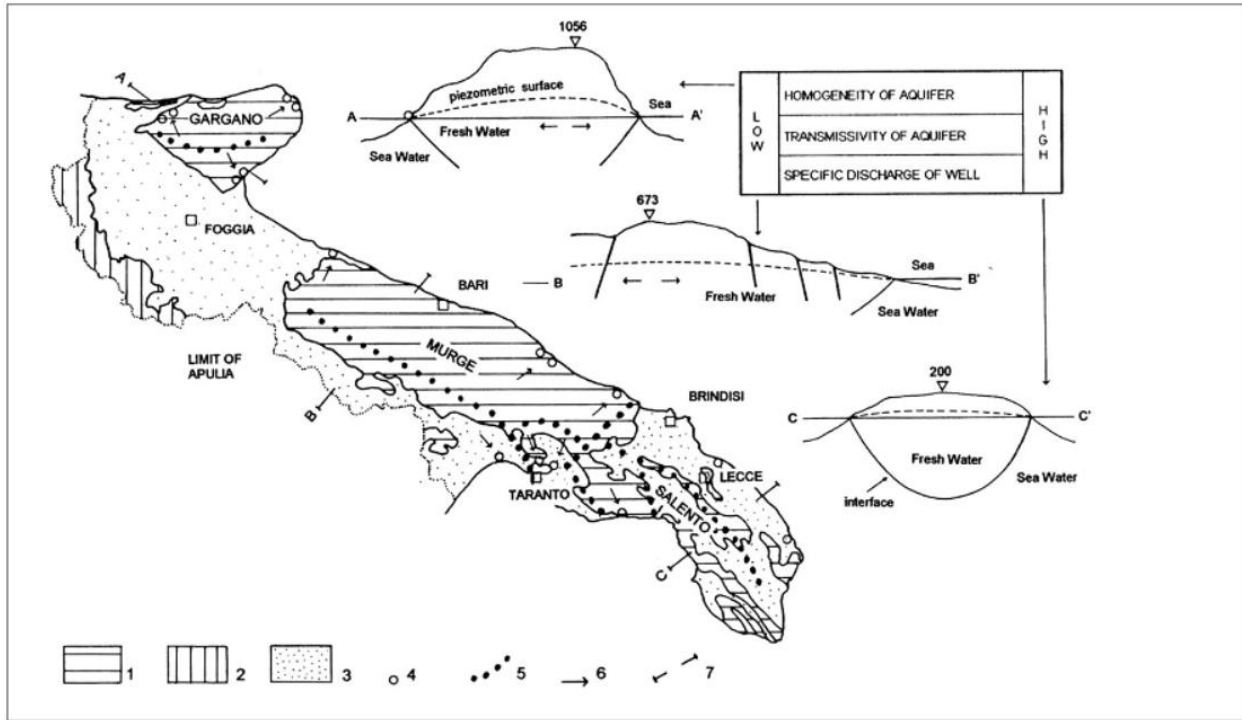 1056
piezometric surface
Sea
A
A'
Fresh Water
Sea Water
LOW
HOMOGENEITY OF AQUIFER
TRANSMISSIVITY OF AQUIFER
SPECIFIC DISCHARGE OF WELL
HIGH
A
GARGANO
FOGGIA
673
B
Sea
B'
Fresh Water
Sea Water
BARI
MURGE
LIMIT OF
APULIA
B
BRINDISI
200
C
C'
Fresh Water
Sea Water
interface
LECCE
TARANTO
SALENTO
C
1
2
3
4
5
6
7